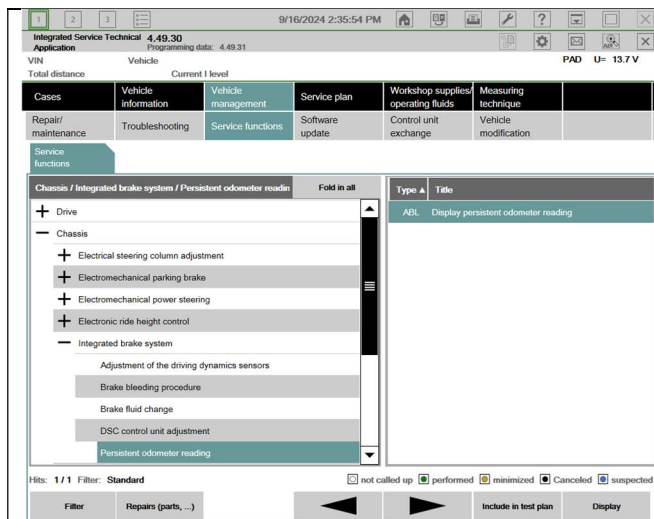 1 2 3 9/16/2024 2:35:54 PM ?
Integrated Service Technical 4.49.30
Application Programming data: 4.49.31
VIN Vehicle PAD U= 13.7 V
Total distance Current I level
Cases
Vehicle information
Vehicle management
Service plan
Workshop supplies/ operating fluids
Measuring technique
Repair/ maintenance
Troubleshooting
Service functions
Software update
Control unit exchange
Vehicle modification
Service
functions
Chassis / Integrated brake system / Persistent odometer readin Fold in all
Type Title
Drive
ABL Display persistent odometer reading
Chassis
Electrical steering column adjustment
Electromechanical parking brake
Electromechanical power steering
Electronic ride height control
Integrated brake system
Adjustment of the driving dynamics sensors
Brake bleeding procedure
Brake fluid change
DSC control unit adjustment
Persistent odometer reading
Hits: 1 / 1 Filter: Standard not called up performed minimized Canceled suspected
Filter Repairs (parts, ...) Include in test plan Display